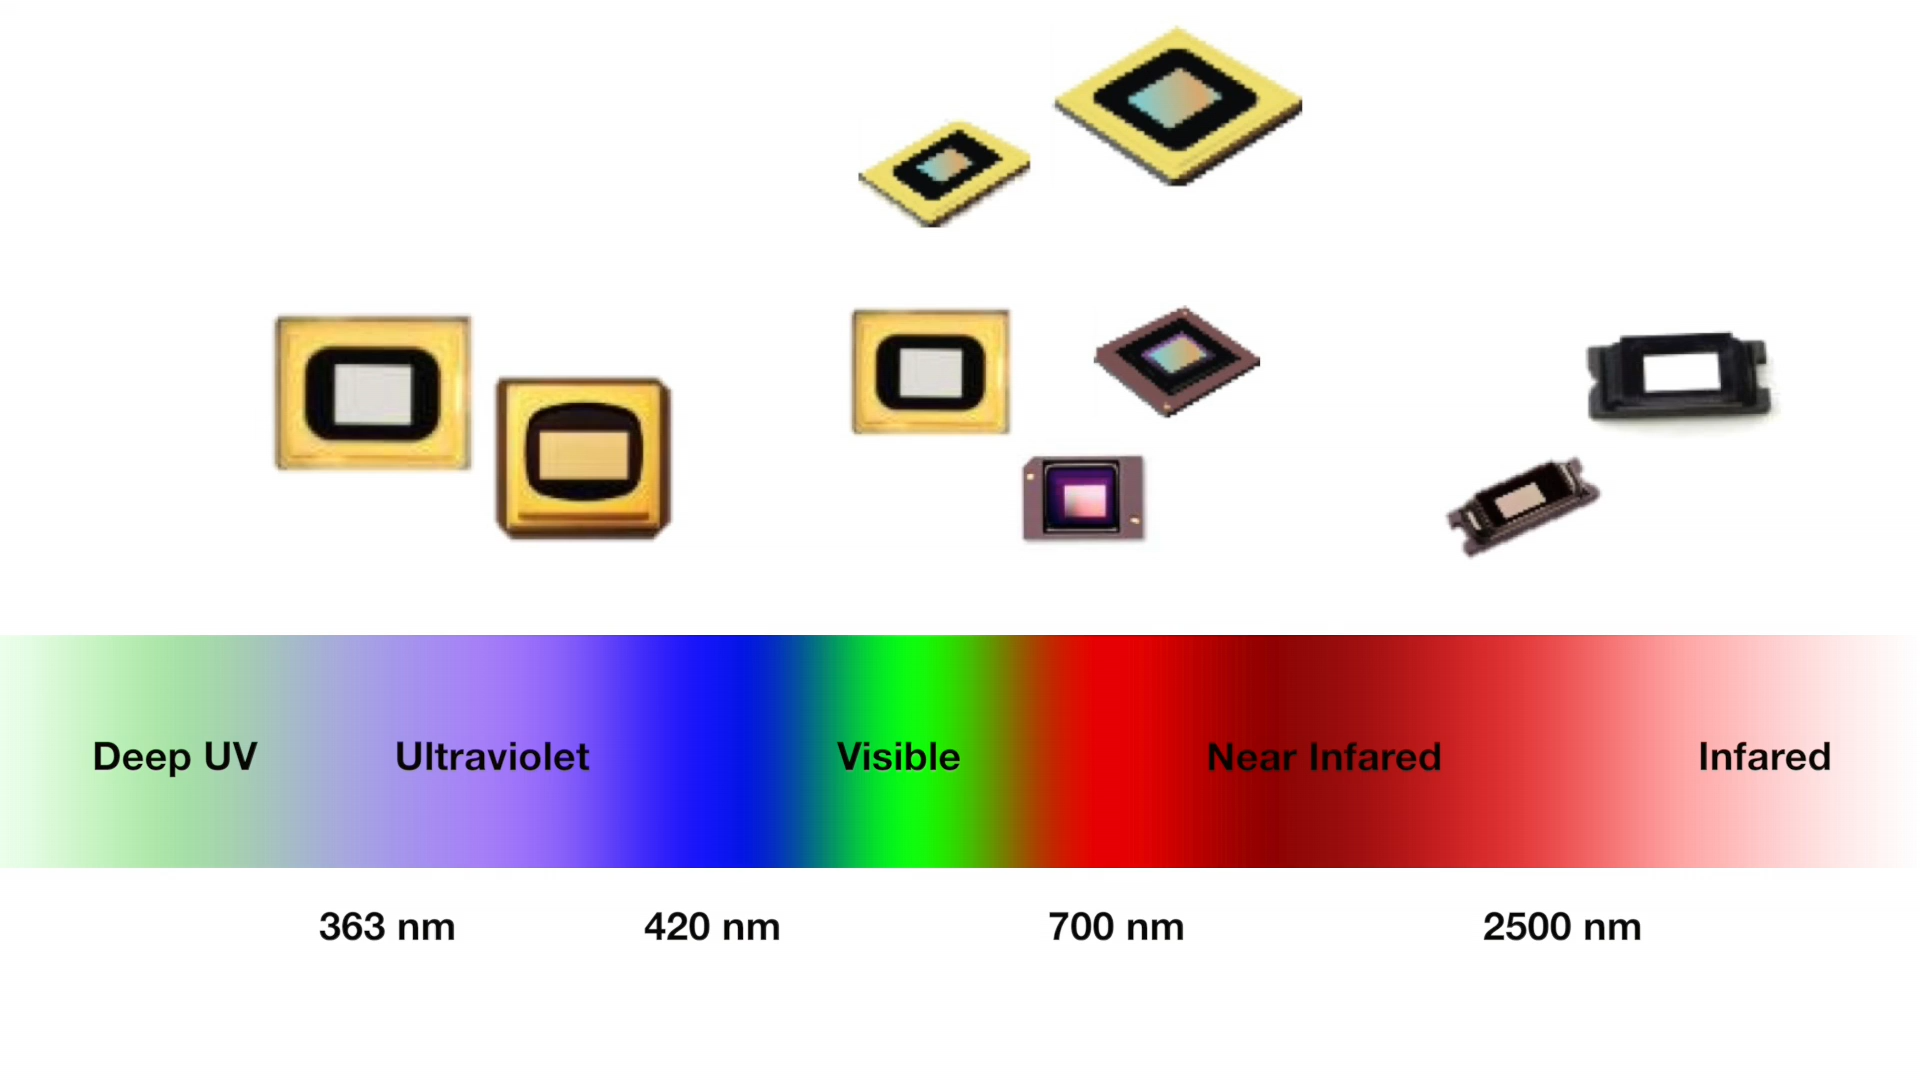 Deep UV Ultraviolet Visible Near Infared Infared
363 nm 420 nm 700 nm 2500 nm